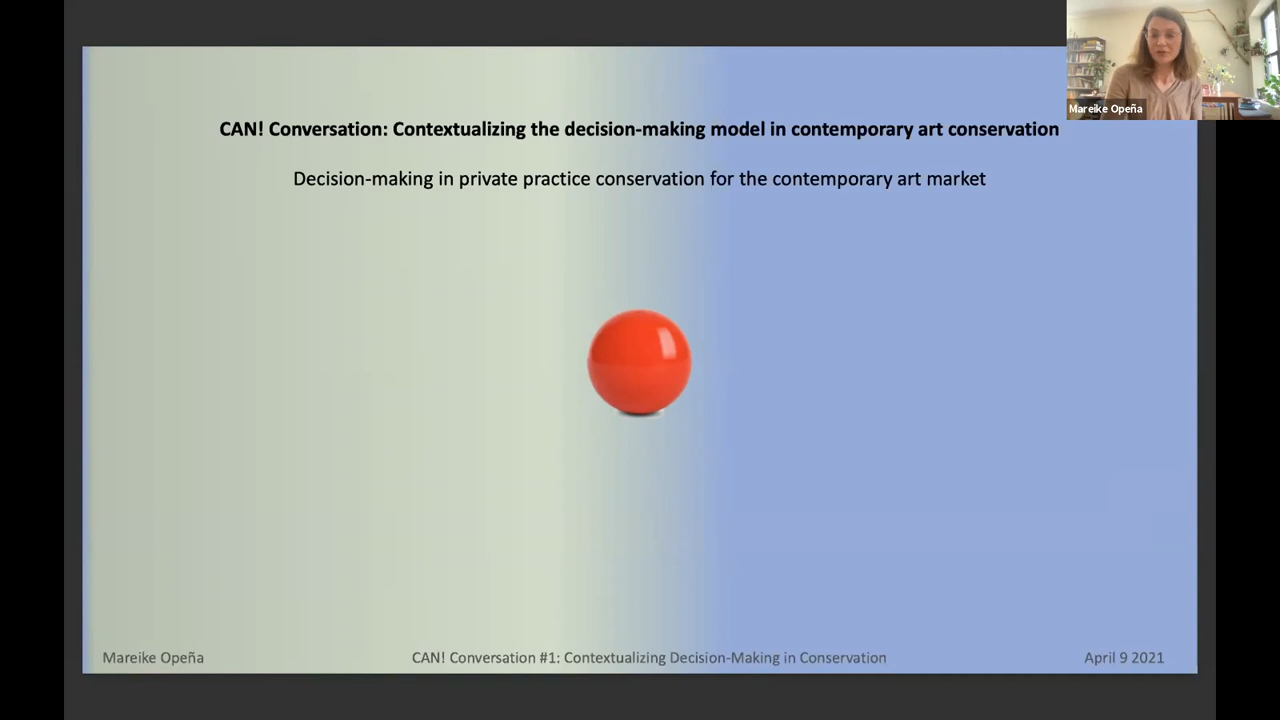 Mareike Opeña
CAN! Conversation: Contextualizing the decision-making model in contemporary art conservation
Decision-making in private practice conservation for the contemporary art market
Mareike Opeña
CAN! Conversation #1: Contextualizing Decision-Making in Conservation
April 9 2021